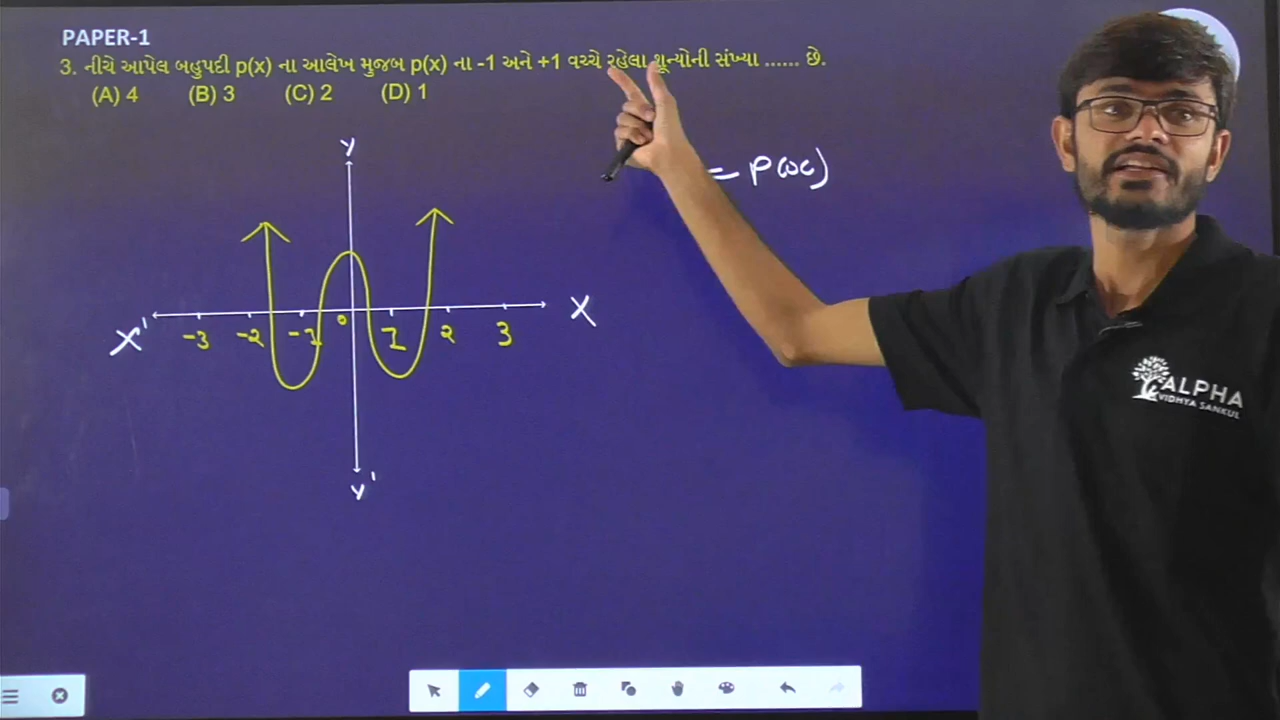 PAPER-1
3. નીચે આપેલ બહુપદી p(x) ના આલેખ મુજબ p(x) ના -1 અને +1 વચ્ચે રહેલા શૂન્યોની સંખ્યા ...... છે.
(A) 4 (B) 3 (C) 2 (D) 1
= P(x)
y
X' X
-3 -2 -1 0 1 2 3
y'
ALPHA
VIDHYA SANKUL